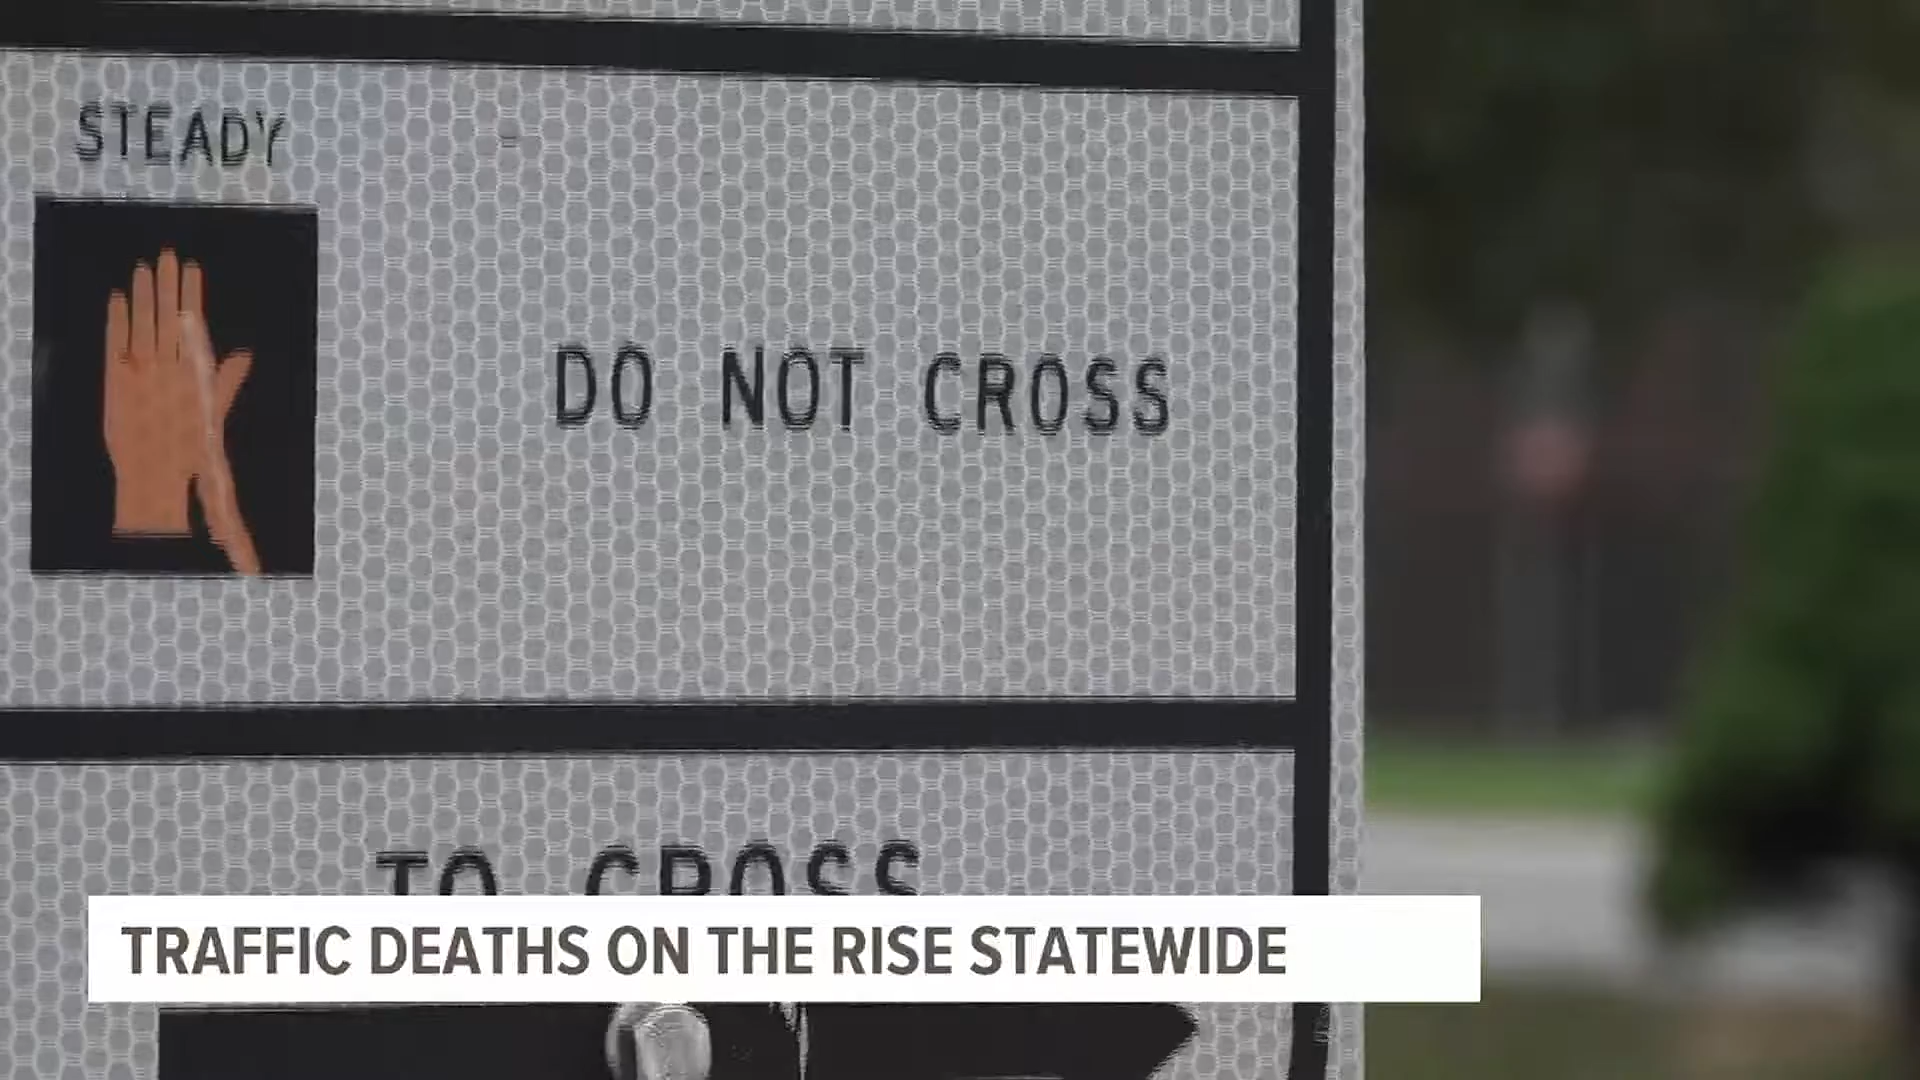 STEADY
DO NOT CROSS
TO CROSS
TRAFFIC DEATHS ON THE RISE STATEWIDE